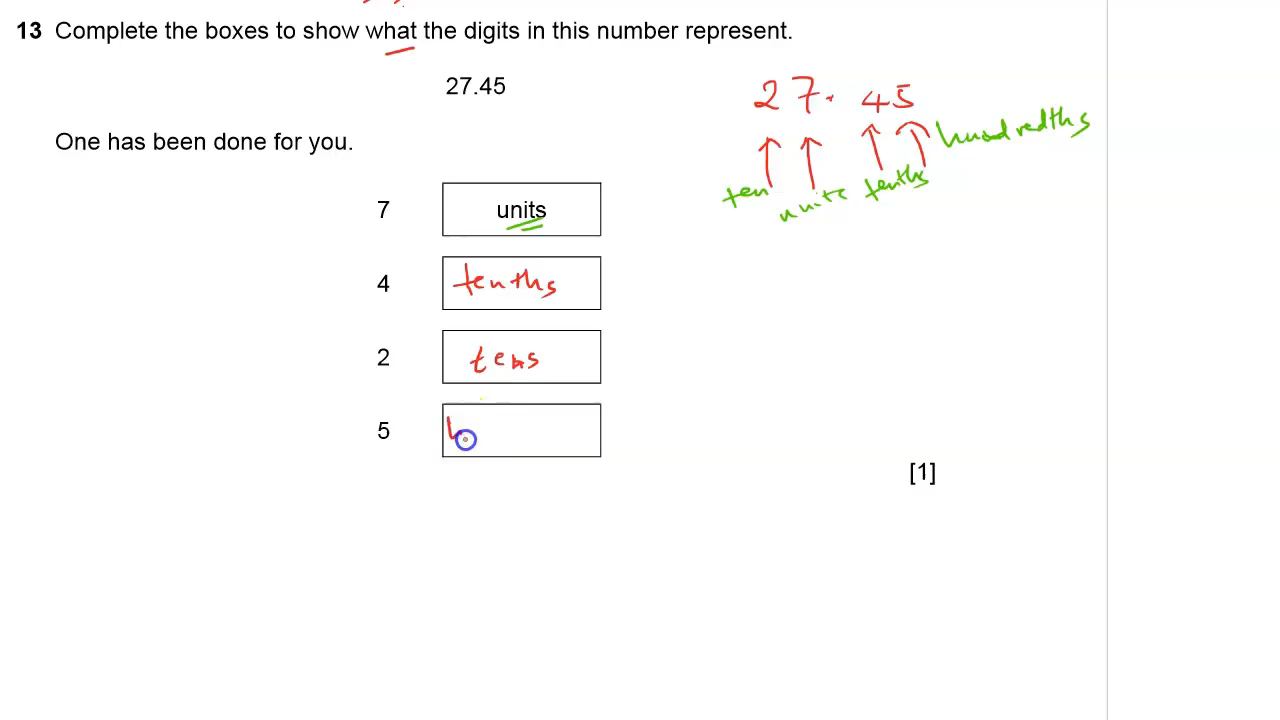 13 Complete the boxes to show what the digits in this number represent.
27.45
27.45
hundredths
One has been done for you.
ten units tenths
7 units
4 tenths
2 tens
5 h
[1]